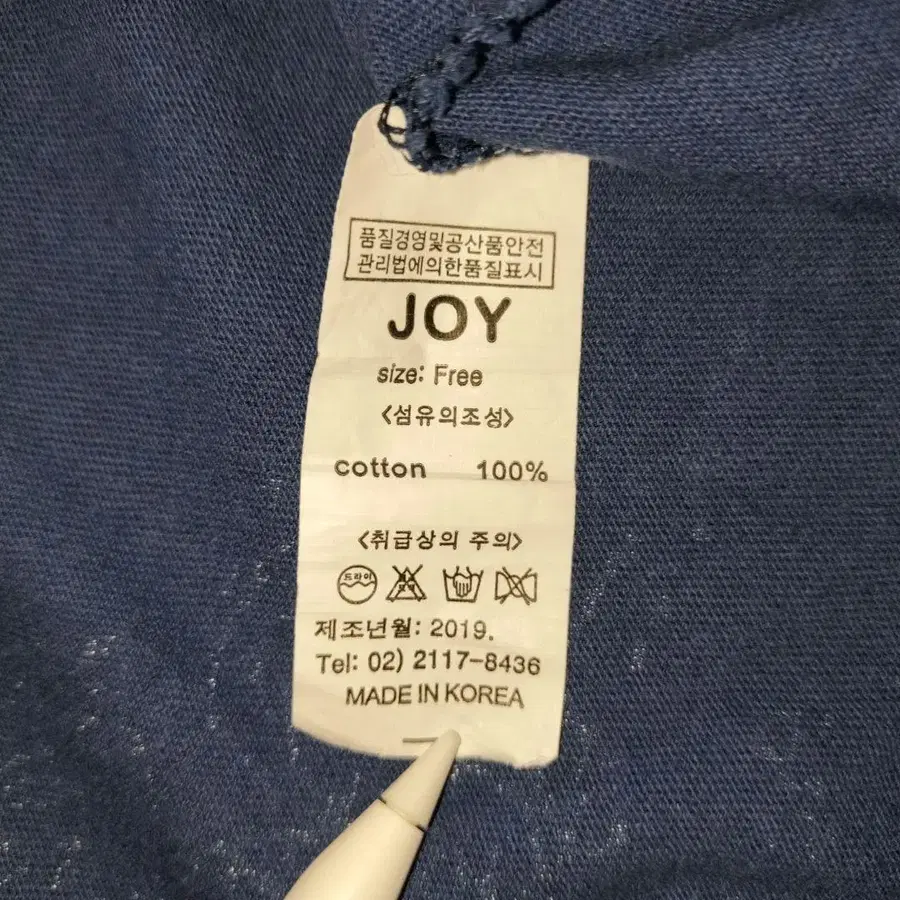 품질경영및공산품안전
관리법에의한품질표시
JOY
size: Free
<섬유의조성>
cotton 100%
<취급상의 주의>
드라이
제조년월: 2019.
Tel: 02) 2117-8436
MADE IN KOREA